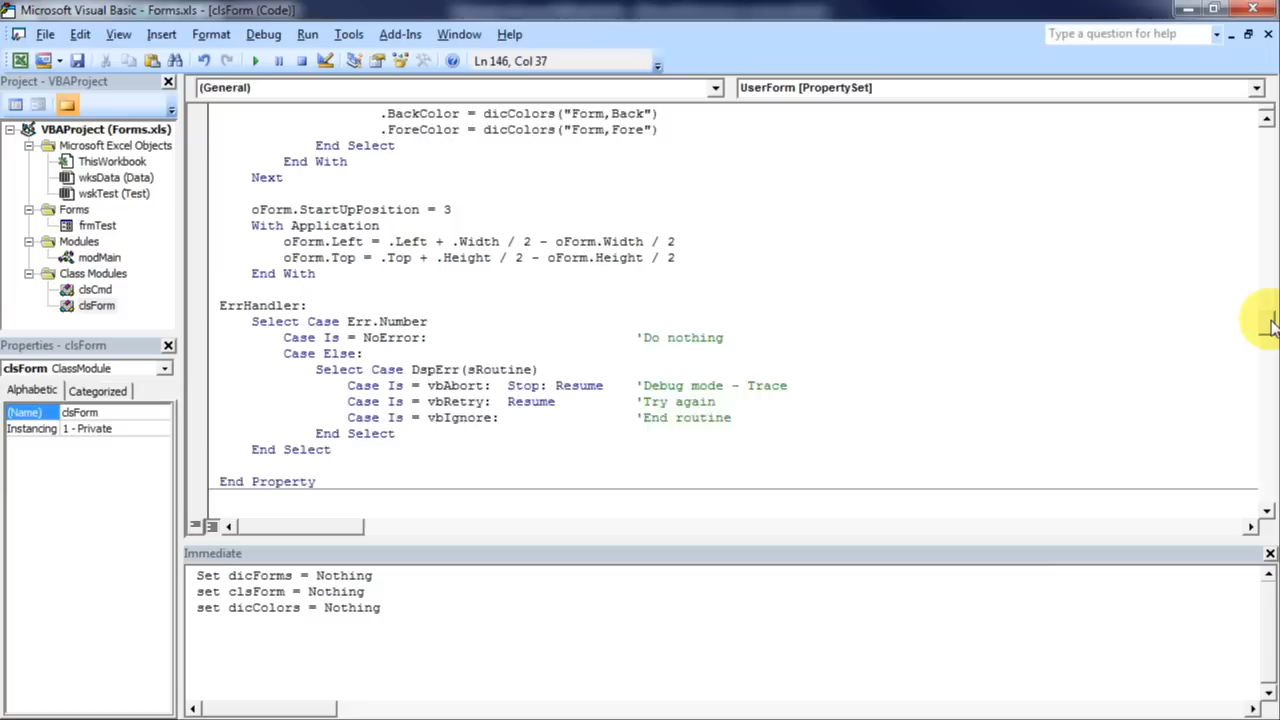 Microsoft Visual Basic - Forms.xls - [clsForm (Code)]
File Edit View Insert Format Debug Run Tools Add-Ins Window Help
Type a question for help
Ln 146, Col 37
Project - VBAProject
(General)
UserForm [PropertySet]
VBAProject (Forms.xls)
Microsoft Excel Objects
ThisWorkbook
wksData (Data)
wskTest (Test)
Forms
frmTest
Modules
modMain
Class Modules
clsCmd
clsForm
Properties - clsForm
clsForm ClassModule
Alphabetic Categorized
(Name) clsForm
Instancing 1 - Private
.BackColor = dicColors("Form,Back")
.ForeColor = dicColors("Form,Fore")
End Select
End With
Next
oForm.StartUpPosition = 3
With Application
oForm.Left = .Left + .Width / 2 - oForm.Width / 2
oForm.Top = .Top + .Height / 2 - oForm.Height / 2
End With
ErrHandler:
Select Case Err.Number
Case Is = NoError: 'Do nothing
Case Else:
Select Case DspErr(sRoutine)
Case Is = vbAbort: Stop: Resume 'Debug mode - Trace
Case Is = vbRetry: Resume 'Try again
Case Is = vbIgnore: 'End routine
End Select
End Select
End Property
Immediate
Set dicForms = Nothing
set clsForm = Nothing
set dicColors = Nothing